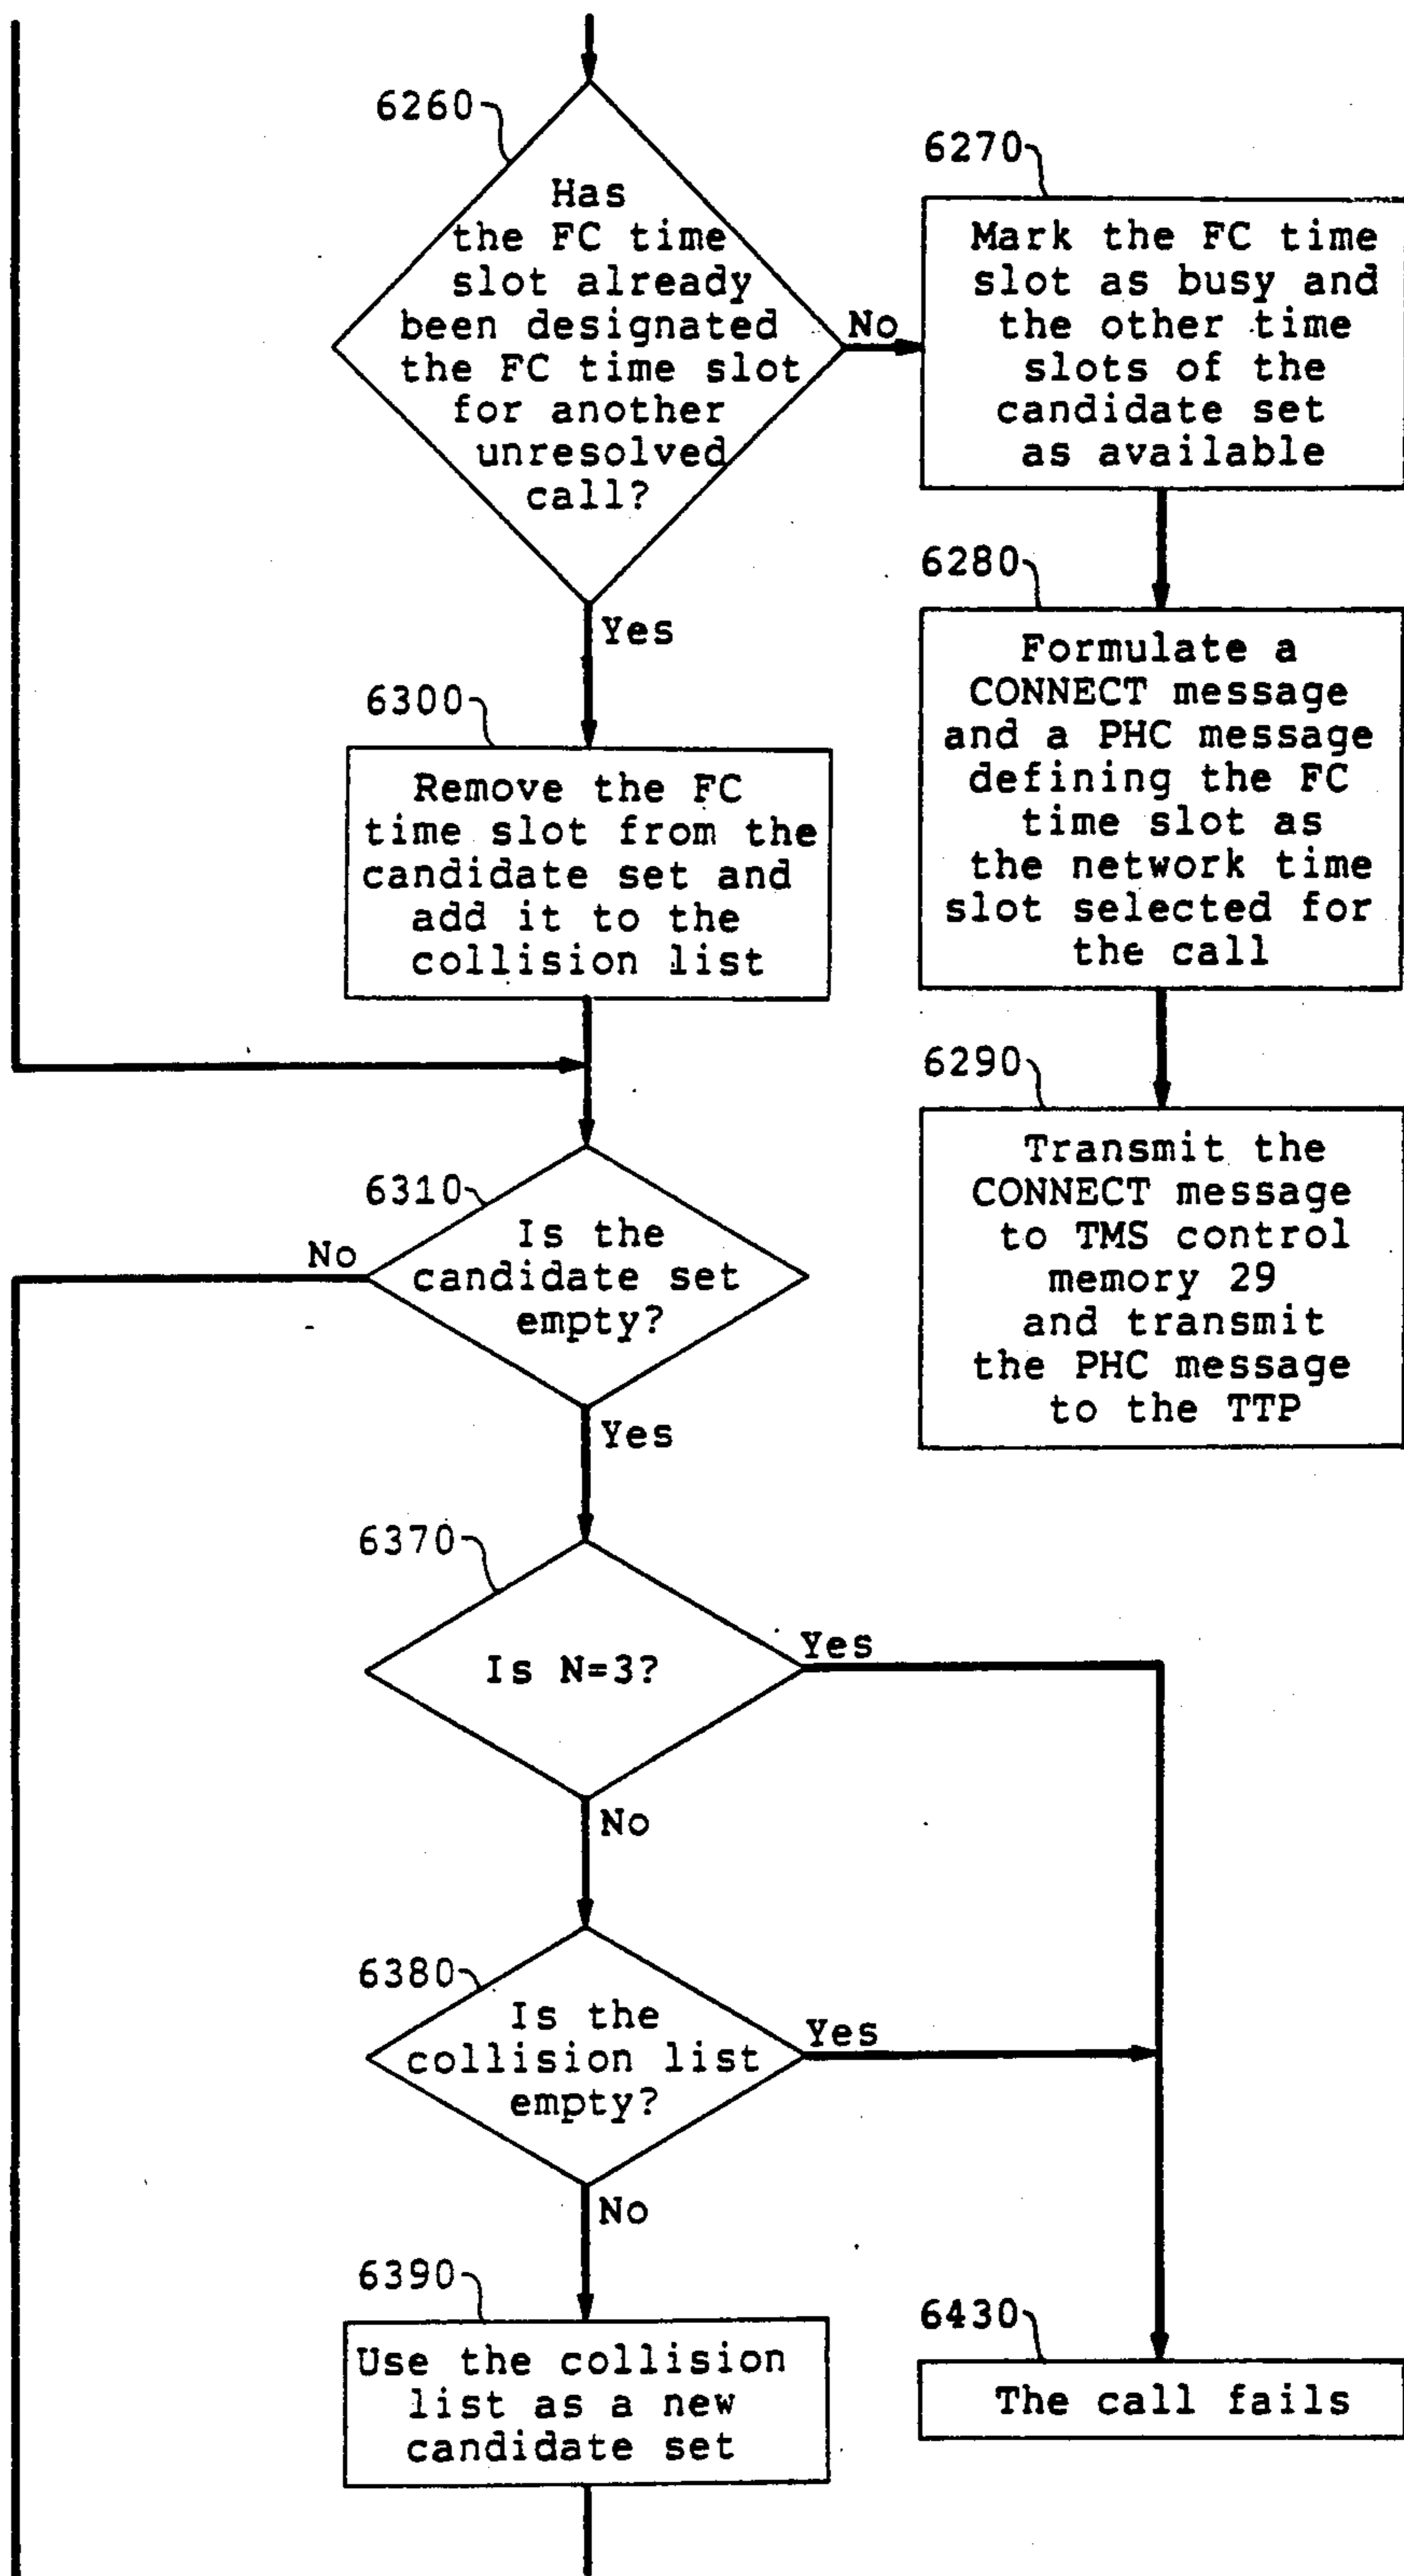 6260
Has
the FC time
slot already
been designated
the FC time slot
for another
unresolved
call?
No
Yes
6270
Mark the FC time
slot as busy and
the other time
slots of the
candidate set
as available
6280
Formulate a
CONNECT message
and a PHC message
defining the FC
time slot as
the network time
slot selected for
the call
6290
Transmit the
CONNECT message
to TMS control
memory 29
and transmit
the PHC message
to the TTP
6300
Remove the FC
time slot from the
candidate set and
add it to the
collision list
6310
Is the
candidate set
empty?
No
Yes
6370
Is N=3?
Yes
No
6380
Is the
collision list
empty?
Yes
No
6390
Use the collision
list as a new
candidate set
6430
The call fails